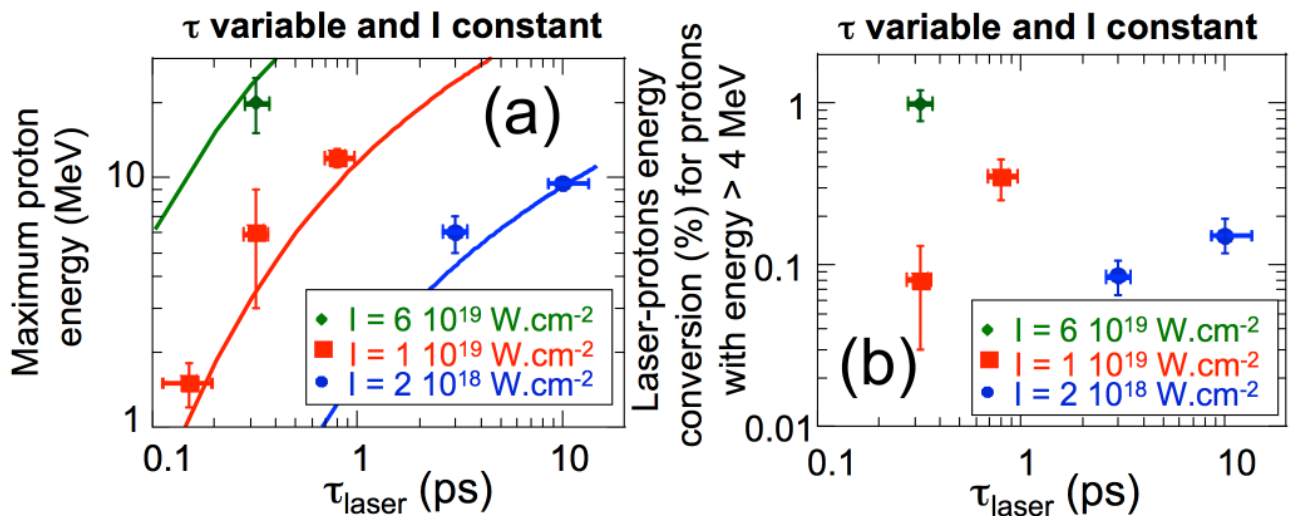 τ variable and I constant
Maximum proton
energy (MeV)
10
1
(a)
I = 6 10¹⁹ W.cm⁻²
I = 1 10¹⁹ W.cm⁻²
I = 2 10¹⁸ W.cm⁻²
0.1
1
10
τlaser (ps)
τ variable and I constant
Laser-protons energy
conversion (%) for protons
with energy > 4 MeV
1
0.1
0.01
(b)
I = 6 10¹⁹ W.cm⁻²
I = 1 10¹⁹ W.cm⁻²
I = 2 10¹⁸ W.cm⁻²
0.1
1
10
τlaser (ps)